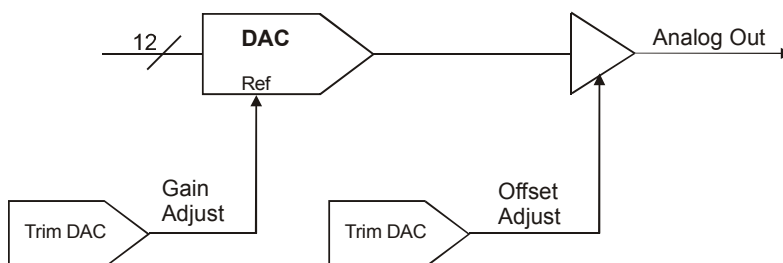 12
DAC
Analog Out
Ref
Gain
Adjust
Offset
Adjust
Trim DAC
Trim DAC